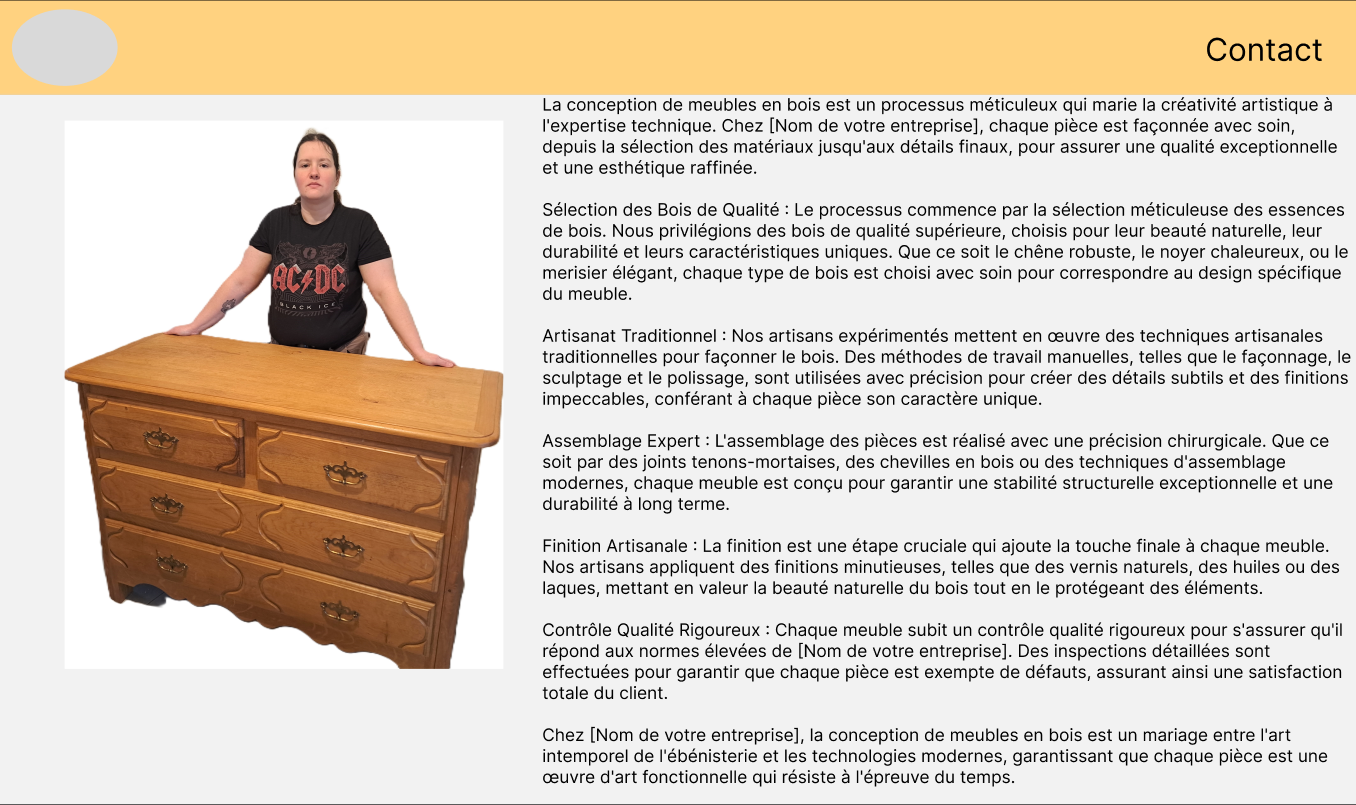 Contact
La conception de meubles en bois est un processus méticuleux qui marie la créativité artistique à
l'expertise technique. Chez [Nom de votre entreprise], chaque pièce est façonnée avec soin,
depuis la sélection des matériaux jusqu'aux détails finaux, pour assurer une qualité exceptionnelle
et une esthétique raffinée.
Sélection des Bois de Qualité : Le processus commence par la sélection méticuleuse des essences
de bois. Nous privilégions des bois de qualité supérieure, choisis pour leur beauté naturelle, leur
durabilité et leurs caractéristiques uniques. Que ce soit le chêne robuste, le noyer chaleureux, ou le
merisier élégant, chaque type de bois est choisi avec soin pour correspondre au design spécifique
du meuble.
Artisanat Traditionnel : Nos artisans expérimentés mettent en œuvre des techniques artisanales
traditionnelles pour façonner le bois. Des méthodes de travail manuelles, telles que le façonnage, le
sculptage et le polissage, sont utilisées avec précision pour créer des détails subtils et des finitions
impeccables, conférant à chaque pièce son caractère unique.
Assemblage Expert : L'assemblage des pièces est réalisé avec une précision chirurgicale. Que ce
soit par des joints tenons-mortaises, des chevilles en bois ou des techniques d'assemblage
modernes, chaque meuble est conçu pour garantir une stabilité structurelle exceptionnelle et une
durabilité à long terme.
Finition Artisanale : La finition est une étape cruciale qui ajoute la touche finale à chaque meuble.
Nos artisans appliquent des finitions minutieuses, telles que des vernis naturels, des huiles ou des
laques, mettant en valeur la beauté naturelle du bois tout en le protégeant des éléments.
Contrôle Qualité Rigoureux : Chaque meuble subit un contrôle qualité rigoureux pour s'assurer qu'il
répond aux normes élevées de [Nom de votre entreprise]. Des inspections détaillées sont
effectuées pour garantir que chaque pièce est exempte de défauts, assurant ainsi une satisfaction
totale du client.
Chez [Nom de votre entreprise], la conception de meubles en bois est un mariage entre l'art
intemporel de l'ébénisterie et les technologies modernes, garantissant que chaque pièce est une
œuvre d'art fonctionnelle qui résiste à l'épreuve du temps.
AC⚡DC
BLACK ICE